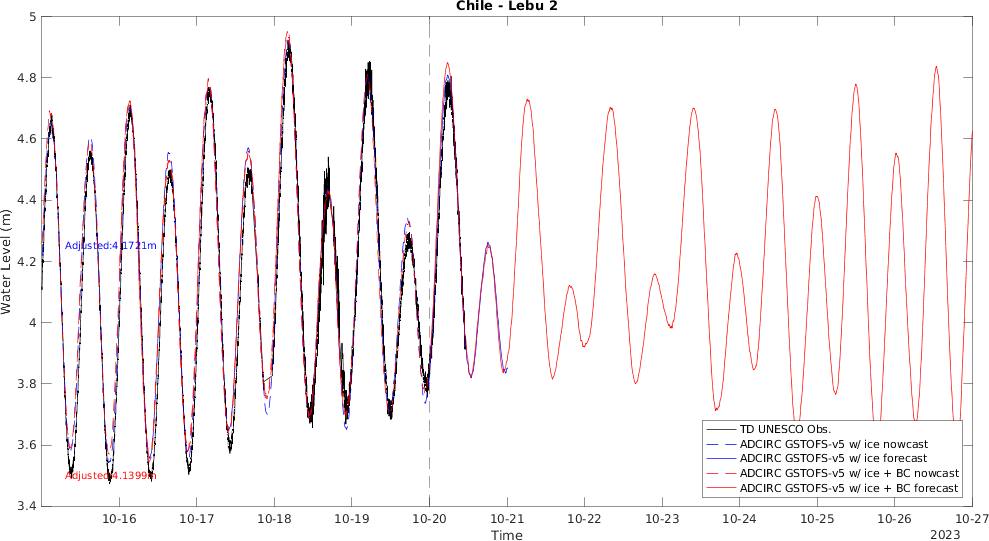 Chile - Lebu 2
5
4.8
4.6
4.4
4.2
4
3.8
3.6
3.4
Water Level (m)
Adjusted:4.1721m
Adjusted:4.1399m
TD UNESCO Obs.
ADCIRC GSTOFS-v5 w/ ice nowcast
ADCIRC GSTOFS-v5 w/ ice forecast
ADCIRC GSTOFS-v5 w/ ice + BC nowcast
ADCIRC GSTOFS-v5 w/ ice + BC forecast
10-16 10-17 10-18 10-19 10-20 10-21 10-22 10-23 10-24 10-25 10-26 10-27
Time
2023